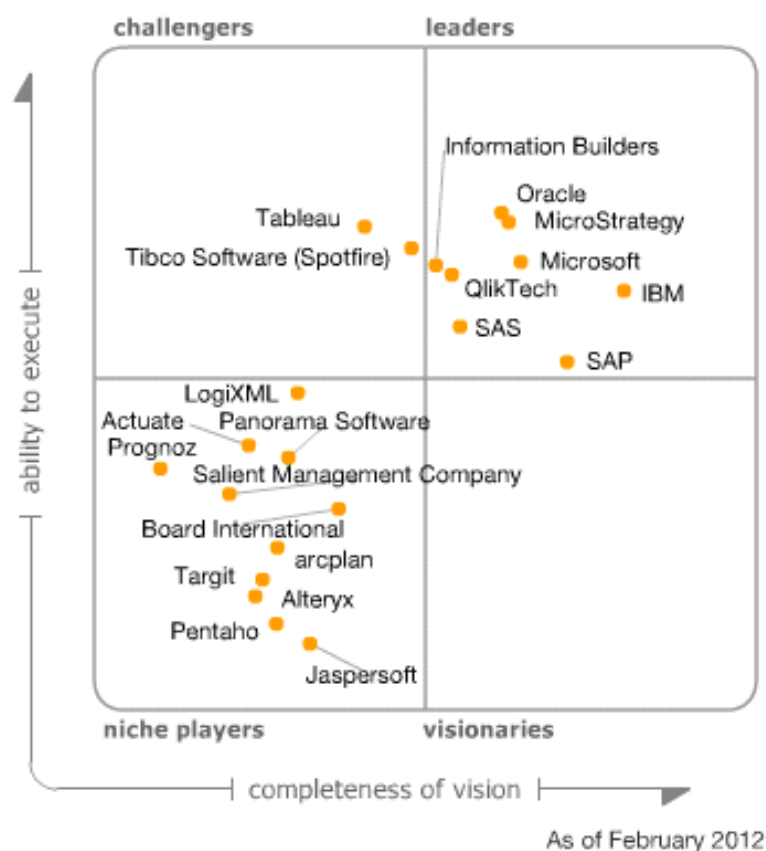 challengers
leaders
Information Builders
Oracle
Tableau
MicroStrategy
Tibco Software (Spotfire)
Microsoft
QlikTech
IBM
SAS
SAP
ability to execute
LogiXML
Actuate
Panorama Software
Prognoz
Salient Management Company
Board International
arcplan
Targit
Alteryx
Pentaho
Jaspersoft
niche players
visionaries
completeness of vision
As of February 2012